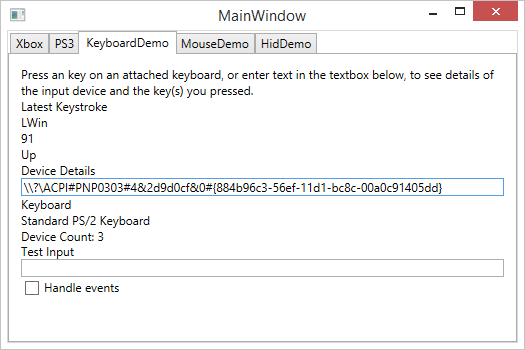 MainWindow
Xbox PS3 KeyboardDemo MouseDemo HidDemo
Press an key on an attached keyboard, or enter text in the textbox below, to see details of
the input device and the key(s) you pressed.
Latest Keystroke
LWin
91
Up
Device Details
\\?\ACPI#PNP0303#4&2d9d0cf&0#{884b96c3-56ef-11d1-bc8c-00a0c91405dd}
Keyboard
Standard PS/2 Keyboard
Device Count: 3
Test Input
Handle events